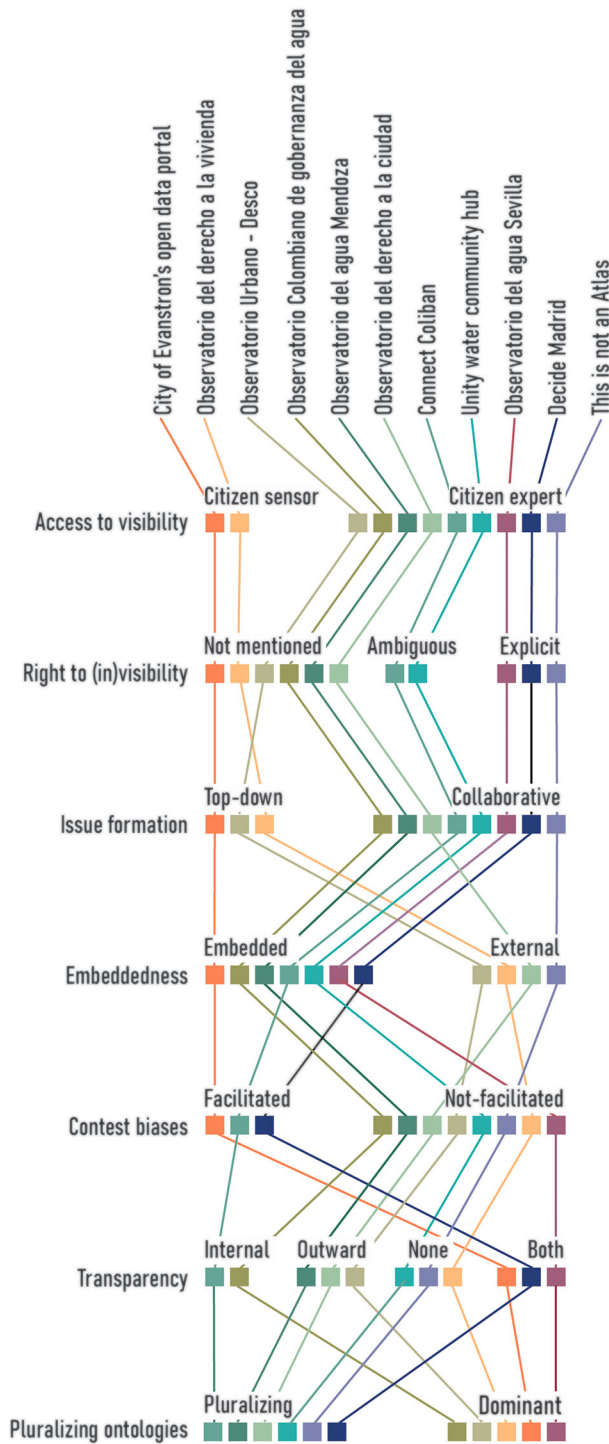 City of Evanstron's open data portal
Observatorio del derecho a la vivienda
Observatorio Urbano - Desco
Observatorio Colombiano de gobernanza del agua
Observatorio del agua Mendoza
Observatorio del derecho a la ciudad
Connect Coliban
Unity water community hub
Observatorio del agua Sevilla
Decide Madrid
This is not an Atlas
Citizen sensor Citizen expert
Access to visibility
Not mentioned Ambiguous Explicit
Right to (in)visibility
Top-down Collaborative
Issue formation
Embedded External
Embeddedness
Facilitated Not-facilitated
Contest biases
Internal Outward None Both
Transparency
Pluralizing Dominant
Pluralizing ontologies